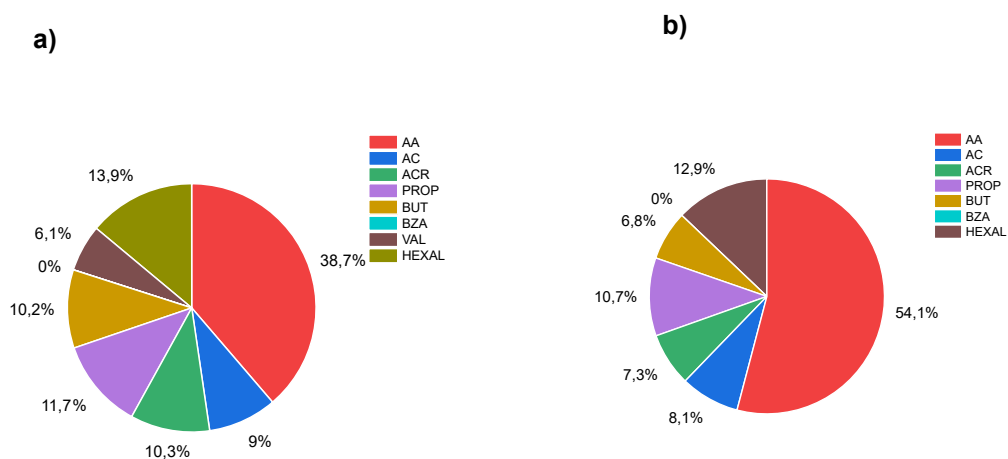 a)
AA
AC
ACR
PROP
BUT
BZA
VAL
HEXAL
38,7%
9%
10,3%
11,7%
10,2%
0%
6,1%
13,9%
b)
AA
AC
ACR
PROP
BUT
BZA
HEXAL
54,1%
8,1%
7,3%
10,7%
6,8%
0%
12,9%